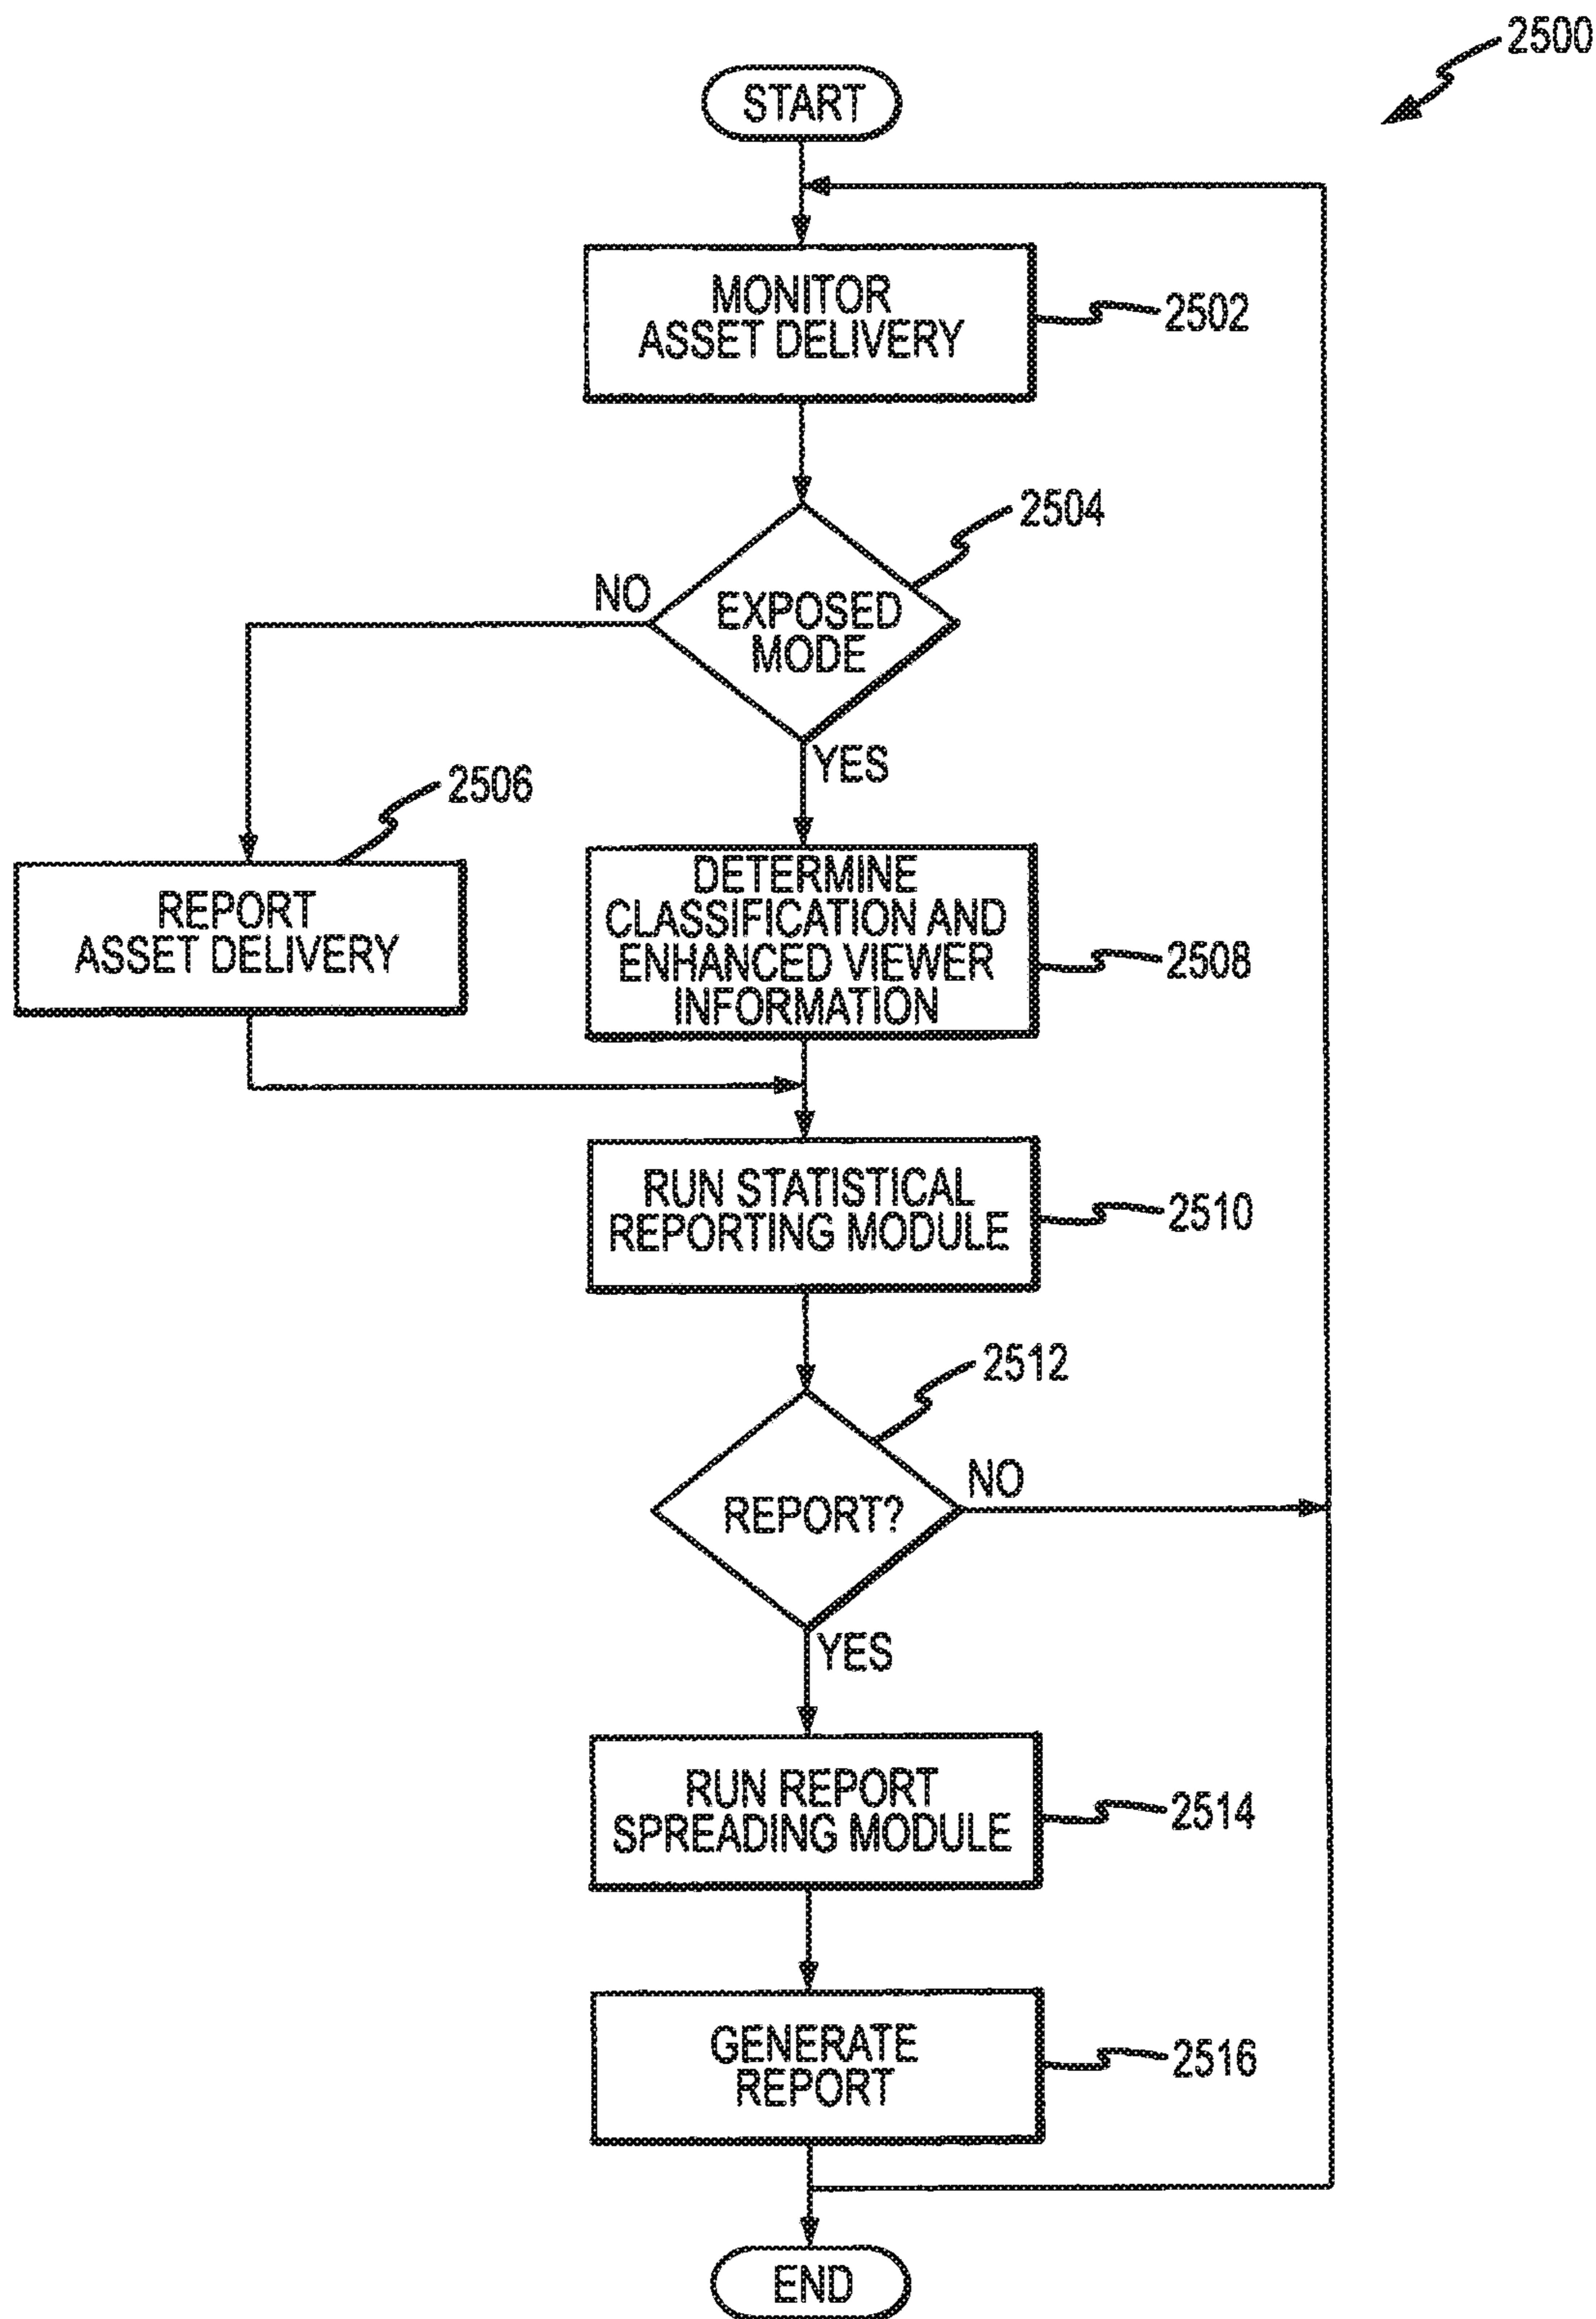 2500
START
MONITOR
ASSET DELIVERY
2502
2504
NO
EXPOSED
MODE
YES
2506
REPORT
ASSET DELIVERY
DETERMINE
CLASSIFICATION AND
ENHANCED VIEWER
INFORMATION
2508
RUN STATISTICAL
REPORTING MODULE
2510
2512
NO
REPORT?
YES
RUN REPORT
SPREADING MODULE
2514
GENERATE
REPORT
2516
END